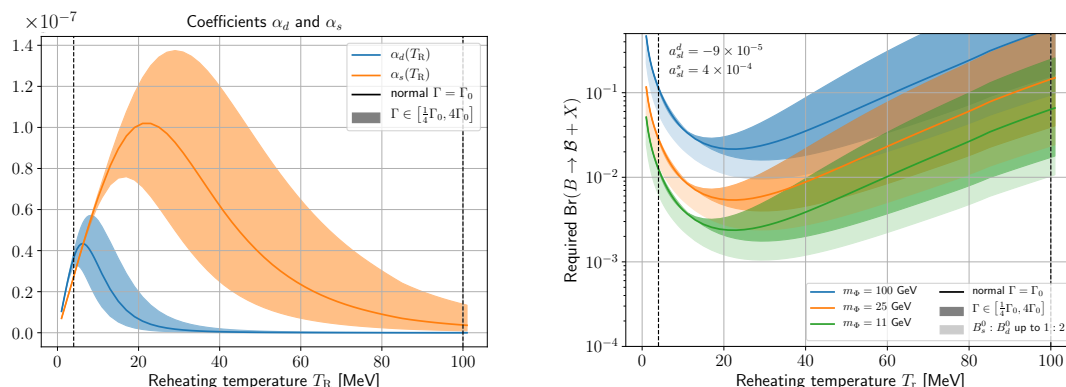 ×10⁻⁷
Coefficients α_d and α_s
1.4
1.2
1.0
0.8
0.6
0.4
0.2
0.0
α_d(T_R)
α_s(T_R)
normal Γ = Γ₀
Γ ∈ [¼Γ₀, 4Γ₀]
0 20 40 60 80 100
Reheating temperature T_R [MeV]
Required Br(B → 𝓑 + X)
10⁻¹
10⁻²
10⁻³
10⁻⁴
a^d_{sl} = −9 × 10⁻⁵
a^s_{sl} = 4 × 10⁻⁴
m_Φ = 100 GeV
m_Φ = 25 GeV
m_Φ = 11 GeV
normal Γ = Γ₀
Γ ∈ [¼Γ₀, 4Γ₀]
B⁰_s : B⁰_d up to 1 : 2
0 20 40 60 80 100
Reheating temperature T_r [MeV]